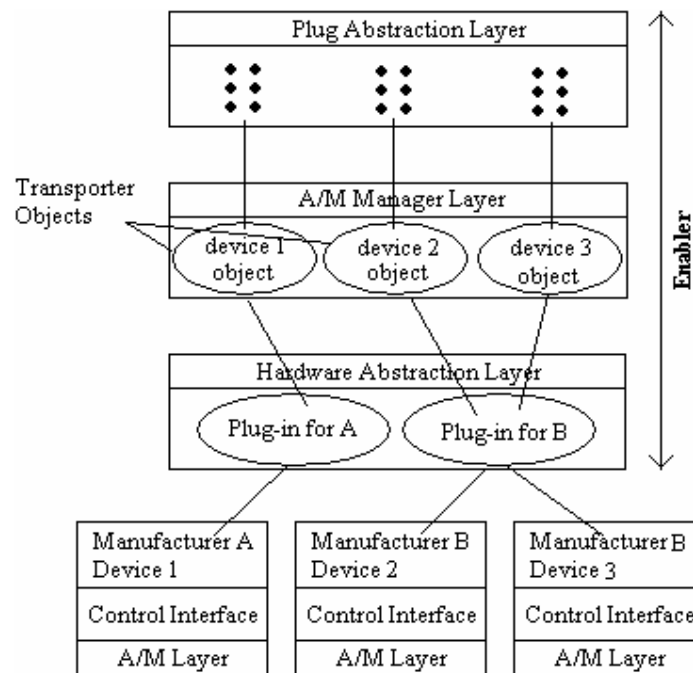 Plug Abstraction Layer
Transporter
Objects
A/M Manager Layer
device 1
object
device 2
object
device 3
object
Enabler
Hardware Abstraction Layer
Plug-in for A
Plug-in for B
Manufacturer A
Device 1
Control Interface
A/M Layer
Manufacturer B
Device 2
Control Interface
A/M Layer
Manufacturer B
Device 3
Control Interface
A/M Layer